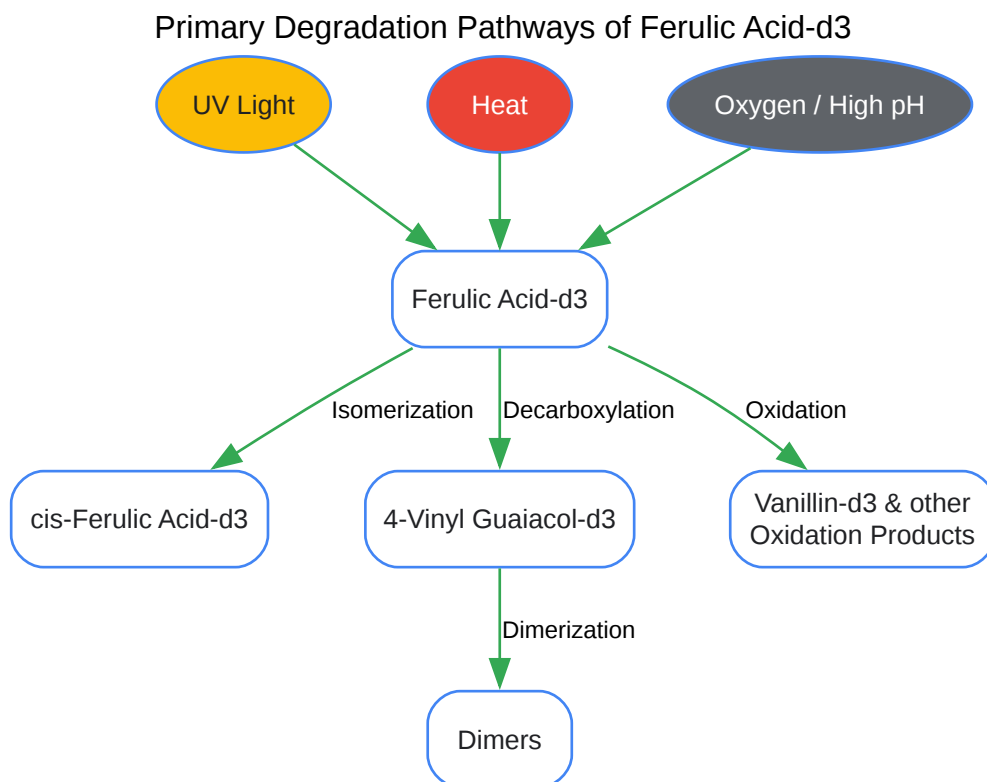 Primary Degradation Pathways of Ferulic Acid-d3
UV Light
Heat
Oxygen / High pH
Ferulic Acid-d3
Isomerization
Decarboxylation
Oxidation
cis-Ferulic Acid-d3
4-Vinyl Guaiacol-d3
Vanillin-d3 & other
Oxidation Products
Dimerization
Dimers